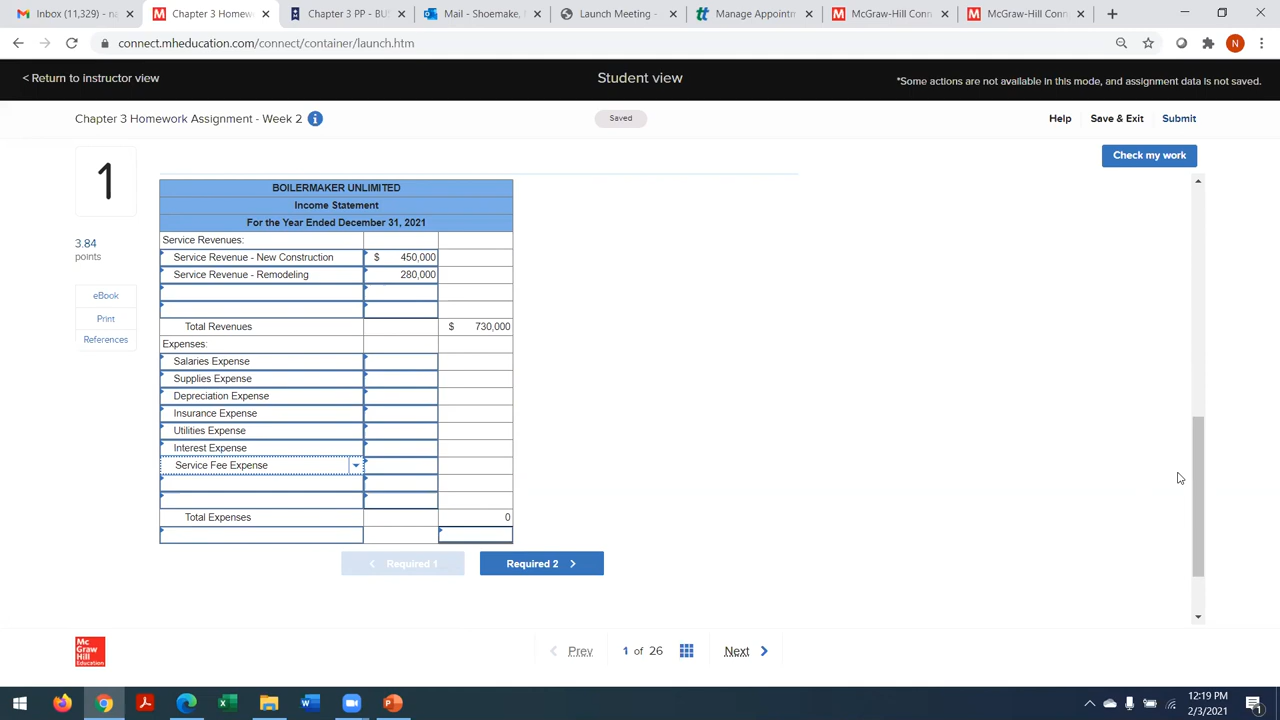 Inbox (11,329) - na
Chapter 3 Homew
Chapter 3 PP - BUS
Mail - Shoemake,
Launch Meeting -
Manage Appointm
McGraw-Hill Conn
McGraw-Hill Conn
connect.mheducation.com/connect/container/launch.htm
N
< Return to instructor view
Student view
*Some actions are not available in this mode, and assignment data is not saved.
Chapter 3 Homework Assignment - Week 2
Saved
Help
Save & Exit
Submit
Check my work
1
3.84
points
eBook
Print
References
BOILERMAKER UNLIMITED
Income Statement
For the Year Ended December 31, 2021
Service Revenues:
Service Revenue - New Construction $ 450,000
Service Revenue - Remodeling 280,000
Total Revenues $ 730,000
Expenses:
Salaries Expense
Supplies Expense
Depreciation Expense
Insurance Expense
Utilities Expense
Interest Expense
Service Fee Expense
Total Expenses 0
< Required 1
Required 2 >
Mc
Graw
Hill
Education
< Prev
1 of 26
Next >
12:19 PM
2/3/2021